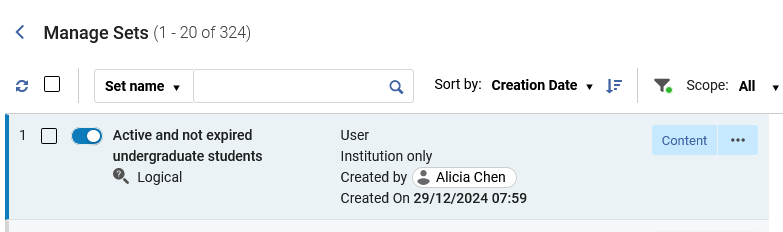 Manage Sets (1 - 20 of 324)
Set name
Sort by: Creation Date
Scope: All
1
Active and not expired
undergraduate students
Logical
User
Institution only
Created by Alicia Chen
Created On 29/12/2024 07:59
Content